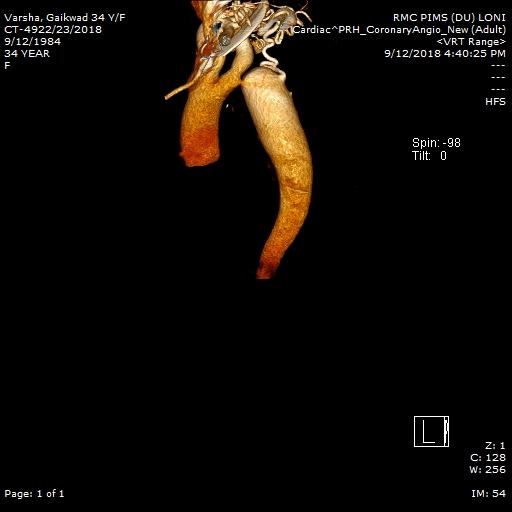 Varsha, Gaikwad 34 Y/F
CT-4922/23/2018
9/12/1984
34 YEAR
F
RMC PIMS (DU) LONI
Cardiac^PRH_CoronaryAngio_New (Adult)
<VRT Range>
9/12/2018 4:40:25 PM
---
---
---
HFS
Spin: -98
Tilt: 0
L
Z: 1
C: 128
W: 256
Page: 1 of 1
IM: 54